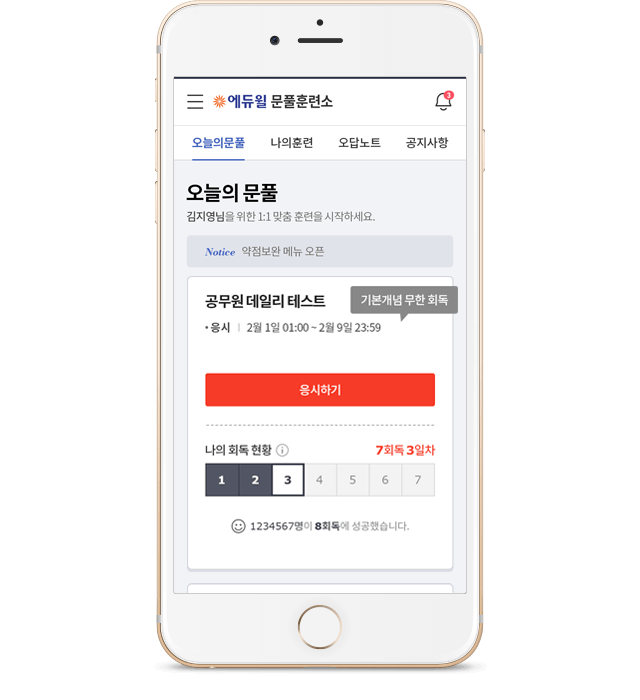 에듀윌 문풀훈련소
3
오늘의문풀 나의훈련 오답노트 공지사항
오늘의 문풀
김지영님을 위한 1:1 맞춤 훈련을 시작하세요.
Notice 약점보완 메뉴 오픈
공무원 데일리 테스트
기본개념 무한 회독
• 응시 | 2월 1일 01:00 ~ 2월 9일 23:59
응시하기
나의 회독 현황 7회독 3일차
1 2 3 4 5 6 7
1234567명이 8회독에 성공했습니다.